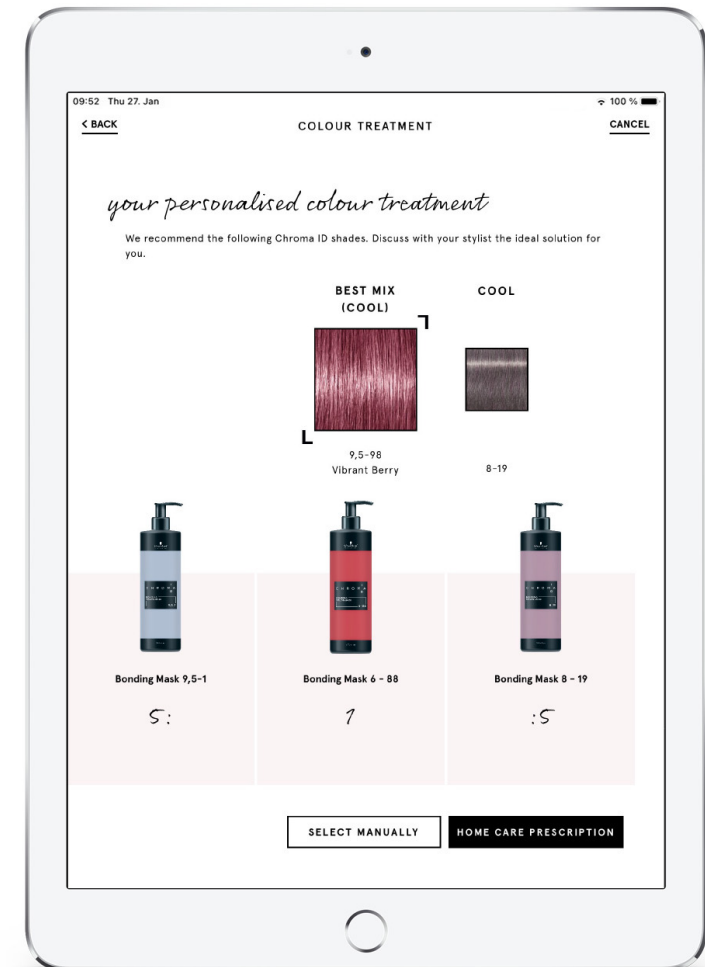 09:52 Thu 27. Jan
100 %
< BACK
COLOUR TREATMENT
CANCEL
your personalised colour treatment
We recommend the following Chroma ID shades. Discuss with your stylist the ideal solution for
you.
BEST MIX
(COOL)
COOL
9,5-98
Vibrant Berry
8-19
CHROMA
CHROMA
CHROMA
Bonding Mask 9,5-1
Bonding Mask 6 - 88
Bonding Mask 8 - 19
5:
1
:5
SELECT MANUALLY
HOME CARE PRESCRIPTION